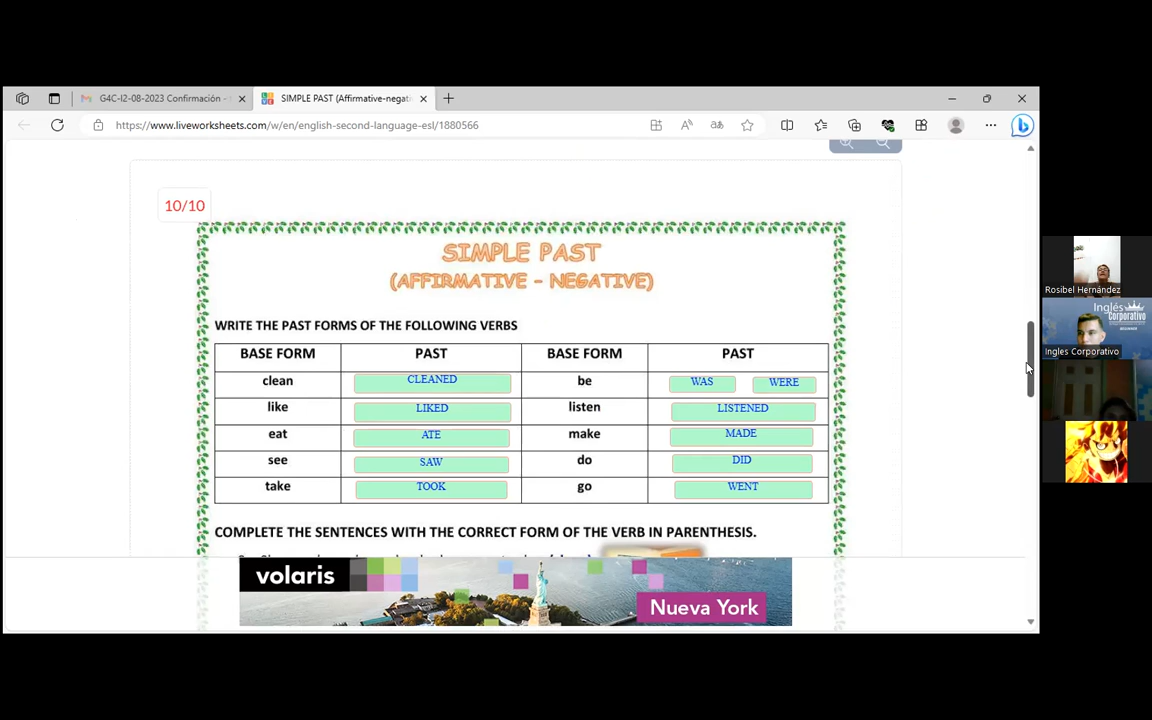 G4C-I2-08-2023 Confirmación -
SIMPLE PAST (Affirmative-negati
https://www.liveworksheets.com/w/en/english-second-language-esl/1880566
10/10
SIMPLE PAST
(AFFIRMATIVE - NEGATIVE)
WRITE THE PAST FORMS OF THE FOLLOWING VERBS
BASE FORM PAST BASE FORM PAST
clean CLEANED be WAS WERE
like LIKED listen LISTENED
eat ATE make MADE
see SAW do DID
take TOOK go WENT
COMPLETE THE SENTENCES WITH THE CORRECT FORM OF THE VERB IN PARENTHESIS.
volaris
Nueva York
Rosibel Hernández
Inglés
Corporativo
Ingles Corporativo